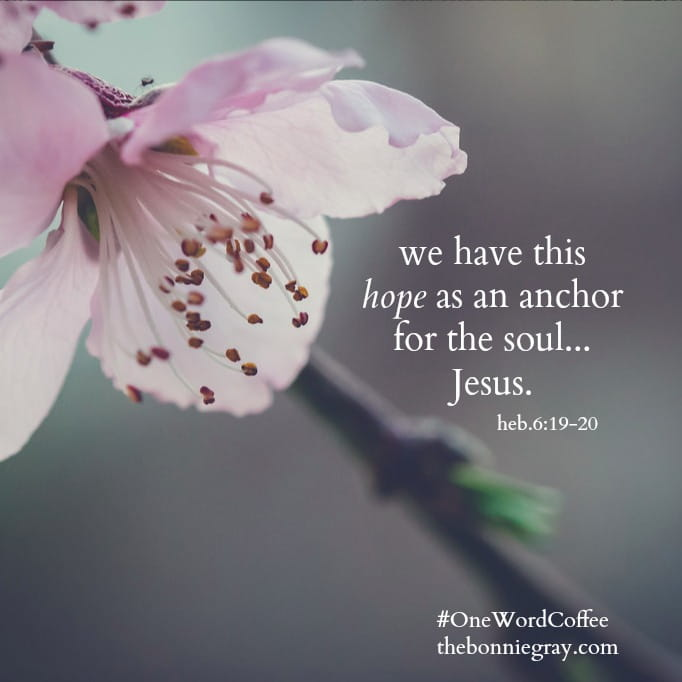 we have this
hope as an anchor
for the soul...
Jesus.
heb.6:19-20
#OneWordCoffee
thebonniegray.com